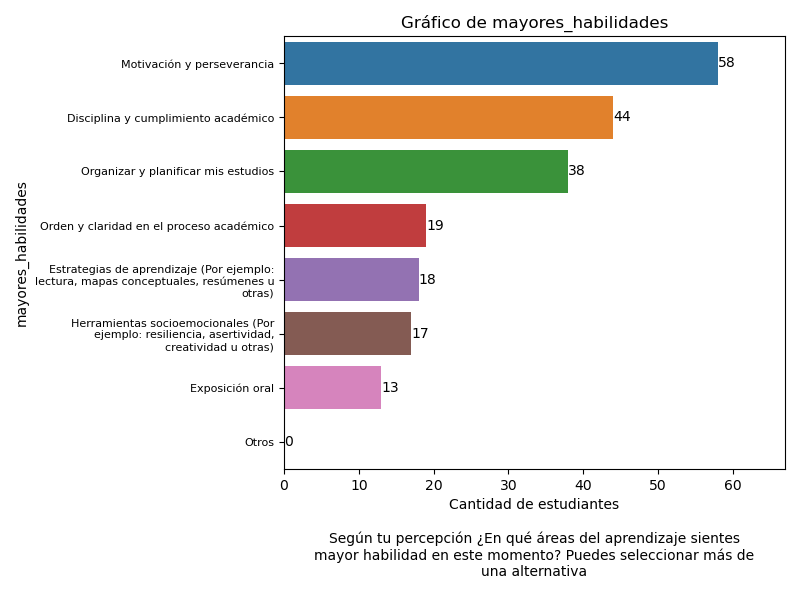 Gráfico de mayores_habilidades
mayores_habilidades
Motivación y perseverancia
58
Disciplina y cumplimiento académico
44
Organizar y planificar mis estudios
38
Orden y claridad en el proceso académico
19
Estrategias de aprendizaje (Por ejemplo:
lectura, mapas conceptuales, resúmenes u
otras)
18
Herramientas socioemocionales (Por
ejemplo: resiliencia, asertividad,
creatividad u otras)
17
Exposición oral
13
Otros
0
0 10 20 30 40 50 60
Cantidad de estudiantes
Según tu percepción ¿En qué áreas del aprendizaje sientes
mayor habilidad en este momento? Puedes seleccionar más de
una alternativa